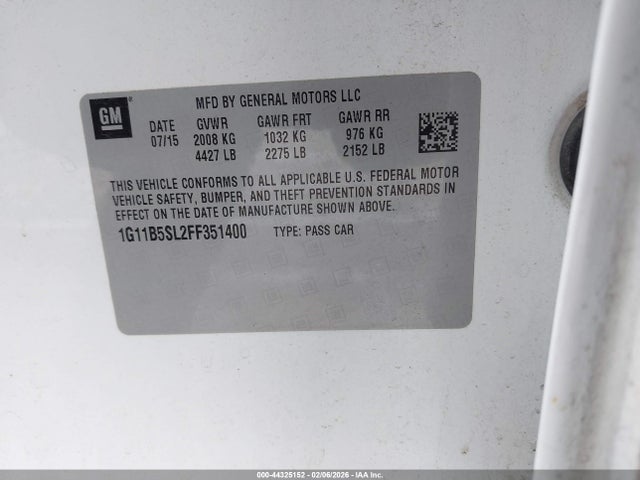 GM
MFD BY GENERAL MOTORS LLC
DATE GVWR GAWR FRT GAWR RR
07/15 2008 KG 1032 KG 976 KG
4427 LB 2275 LB 2152 LB
THIS VEHICLE CONFORMS TO ALL APPLICABLE U.S. FEDERAL MOTOR
VEHICLE SAFETY, BUMPER, AND THEFT PREVENTION STANDARDS IN
EFFECT ON THE DATE OF MANUFACTURE SHOWN ABOVE.
1G11B5SL2FF351400 TYPE: PASS CAR
000-44325152 - 02/06/2026 - IAA Inc.